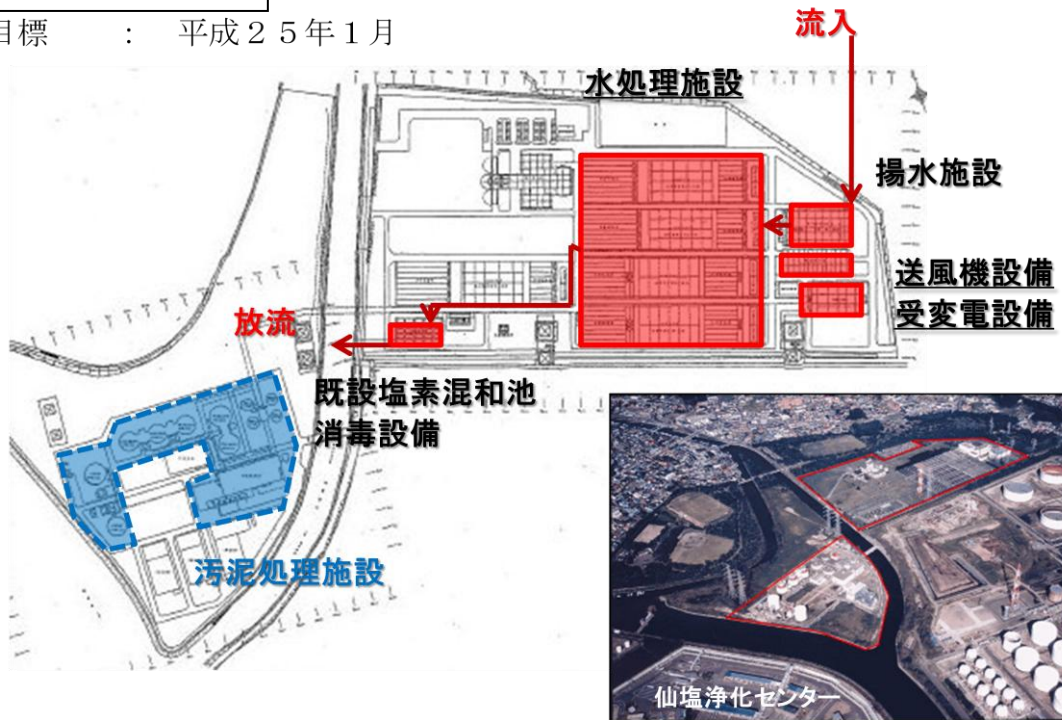 目標　：　平成２５年１月
流入
水処理施設
揚水施設
送風機設備
受変電設備
放流
既設塩素混和池
消毒設備
汚泥処理施設
仙塩浄化センター